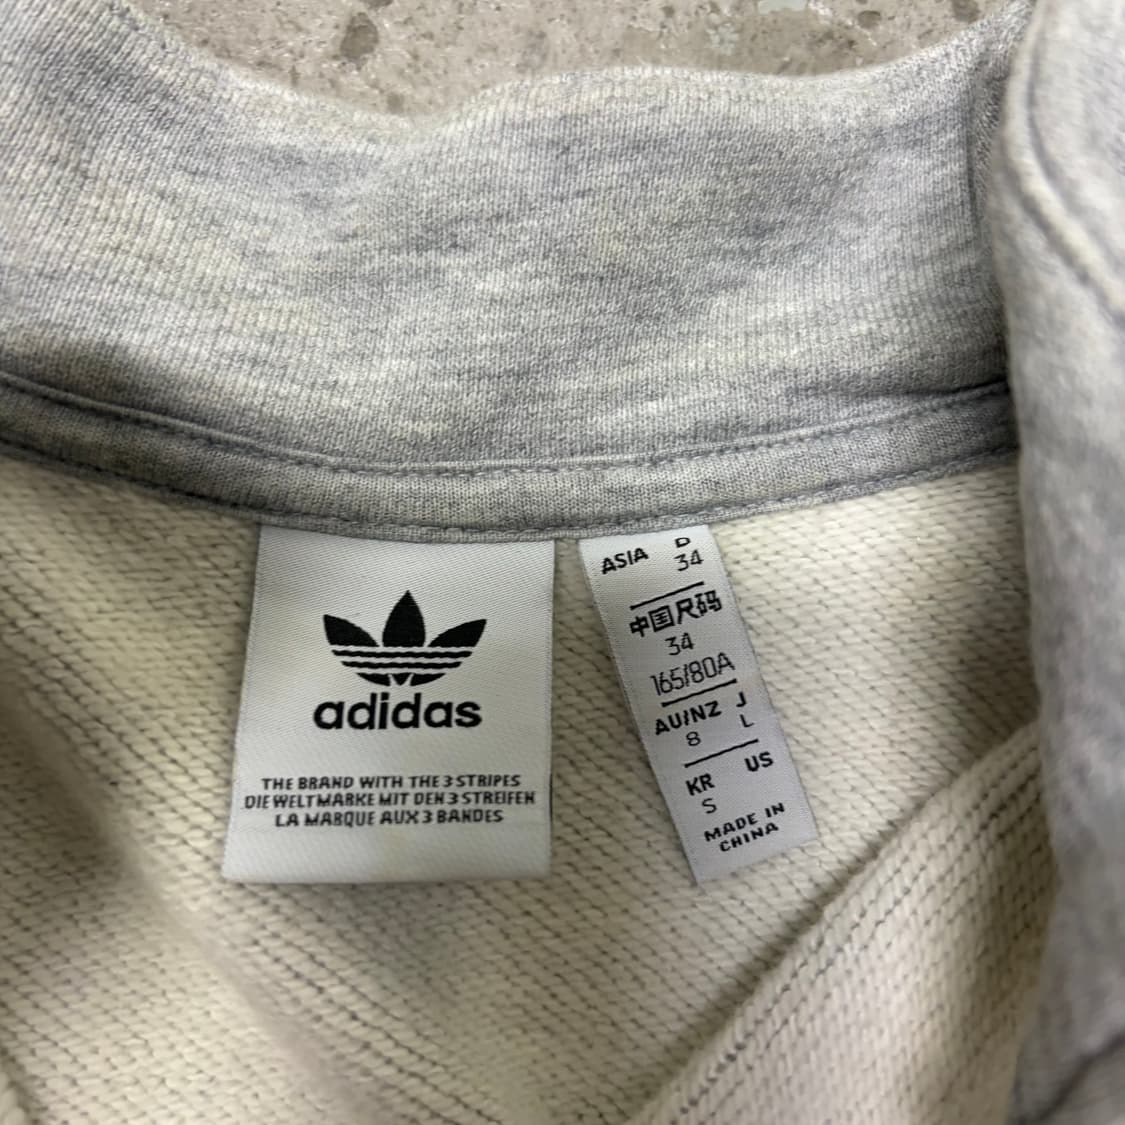 adidas
THE BRAND WITH THE 3 STRIPES
DIE WELTMARKE MIT DEN 3 STREIFEN
LA MARQUE AUX 3 BANDES
ASIA D
34
中国尺码
34
165/80A
AU/NZ J
8 L
KR US
S
MADE IN
CHINA